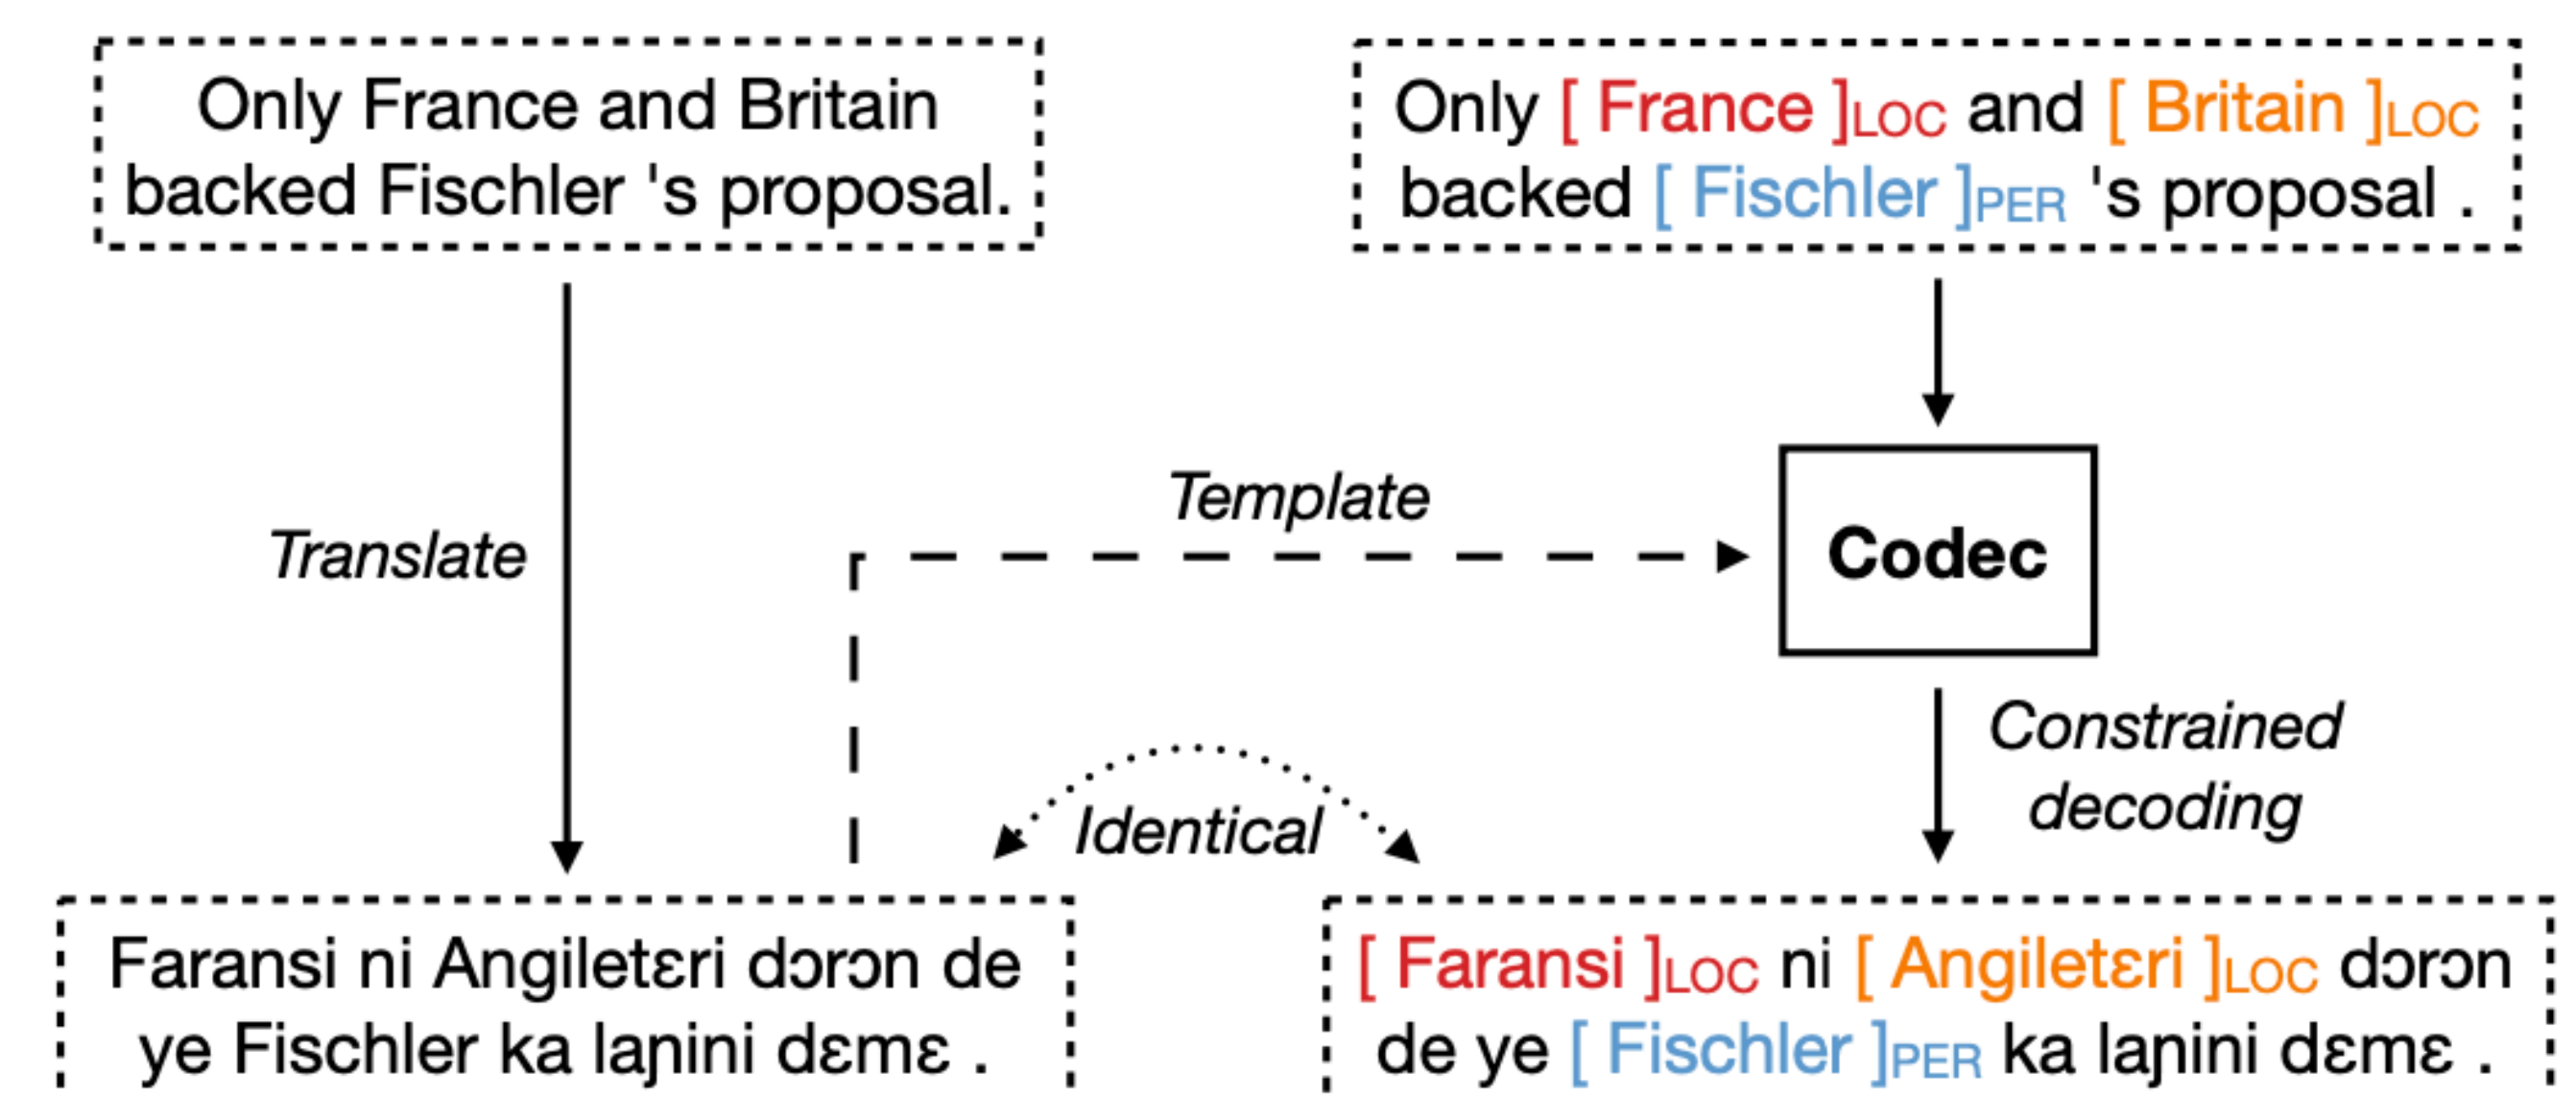 Only France and Britain
backed Fischler 's proposal.
Only [ France ]LOC and [ Britain ]LOC
backed [ Fischler ]PER 's proposal .
Translate
Template
Codec
Identical
Constrained
decoding
Faransi ni Angiletɛri dɔrɔn de
ye Fischler ka laɲini dɛmɛ .
[ Faransi ]LOC ni [ Angiletɛri ]LOC dɔrɔn
de ye [ Fischler ]PER ka laɲini dɛmɛ .